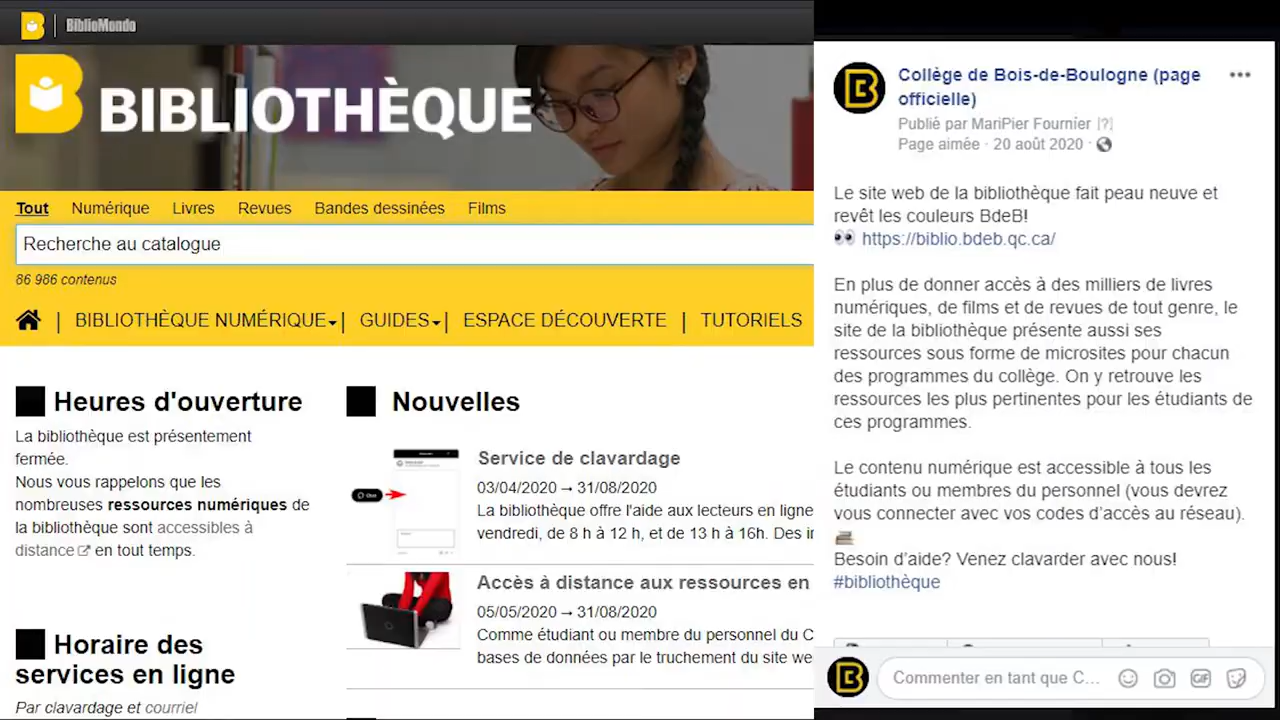 BiblioMondo
BIBLIOTHÈQUE
Tout Numérique Livres Revues Bandes dessinées Films
Recherche au catalogue
86 986 contenus
| BIBLIOTHÈQUE NUMÉRIQUE | GUIDES | ESPACE DÉCOUVERTE | TUTORIELS
Heures d'ouverture
La bibliothèque est présentement
fermée.
Nous vous rappelons que les
nombreuses ressources numériques de
la bibliothèque sont accessibles à
distance en tout temps.
Horaire des
services en ligne
Par clavardage et courriel
Nouvelles
Service de clavardage
03/04/2020 → 31/08/2020
La bibliothèque offre l'aide aux lecteurs en ligne
vendredi, de 8 h à 12 h, et de 13 h à 16h. Des
Accès à distance aux ressources en
05/05/2020 → 31/08/2020
Comme étudiant ou membre du personnel du C
bases de données par le truchement du site we
Collège de Bois-de-Boulogne (page
officielle)
Publié par MariPier Fournier [?]
Page aimée · 20 août 2020 ·
Le site web de la bibliothèque fait peau neuve et
revêt les couleurs BdeB!
👀 https://biblio.bdeb.qc.ca/
En plus de donner accès à des milliers de livres
numériques, de films et de revues de tout genre, le
site de la bibliothèque présente aussi ses
ressources sous forme de microsites pour chacun
des programmes du collège. On y retrouve les
ressources les plus pertinentes pour les étudiants de
ces programmes.
Le contenu numérique est accessible à tous les
étudiants ou membres du personnel (vous devrez
vous connecter avec vos codes d'accès au réseau).
📚
Besoin d'aide? Venez clavarder avec nous!
#bibliothèque
Commenter en tant que C... GIF